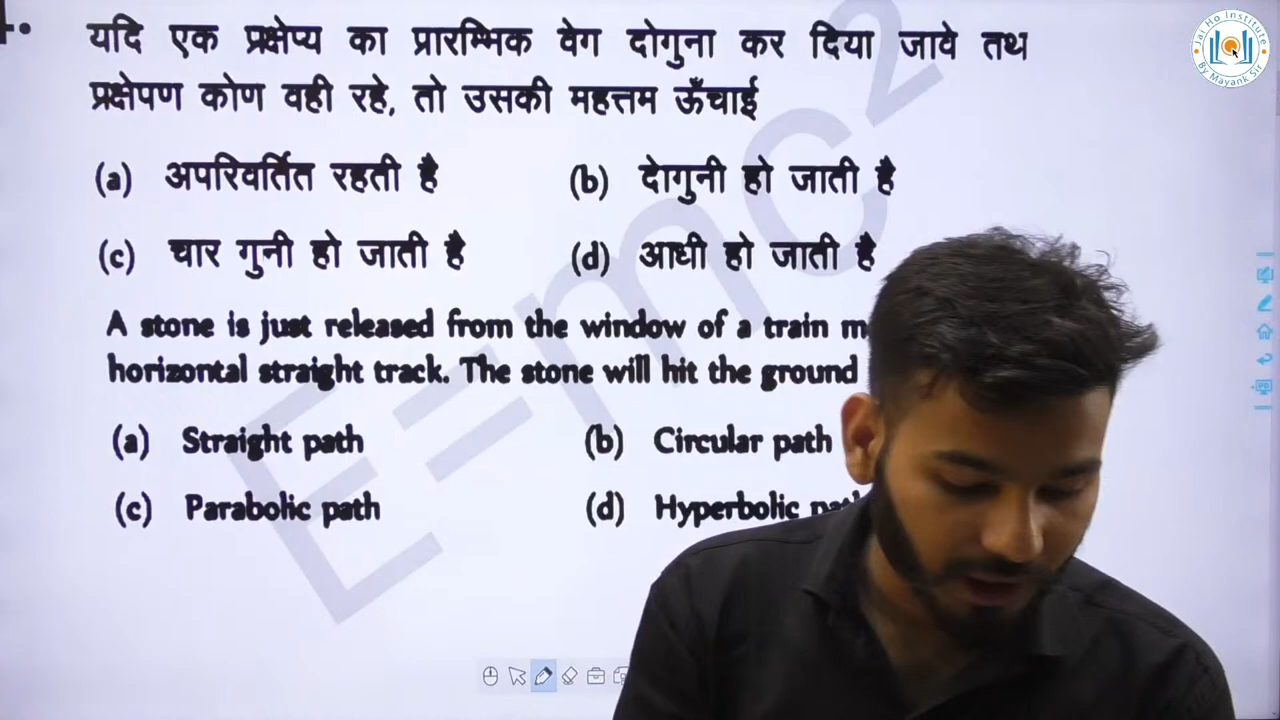 यदि एक प्रक्षेप्य का प्रारम्भिक वेग दोगुना कर दिया जावे
प्रक्षेपण कोण वही रहे, तो उसकी महत्तम ऊँचाई
(a) अपरिवर्तित रहती है (b) दोगुनी हो जाती है
(c) चार गुनी हो जाती है (d) आधी हो जाती है
A stone is just released from the window of a train
horizontal straight track. The stone will hit the ground
(a) Straight path (b) Circular path
(c) Parabolic path (d) Hyperbolic
E=mc²
Jai Ho Institute
By Mayank Sir